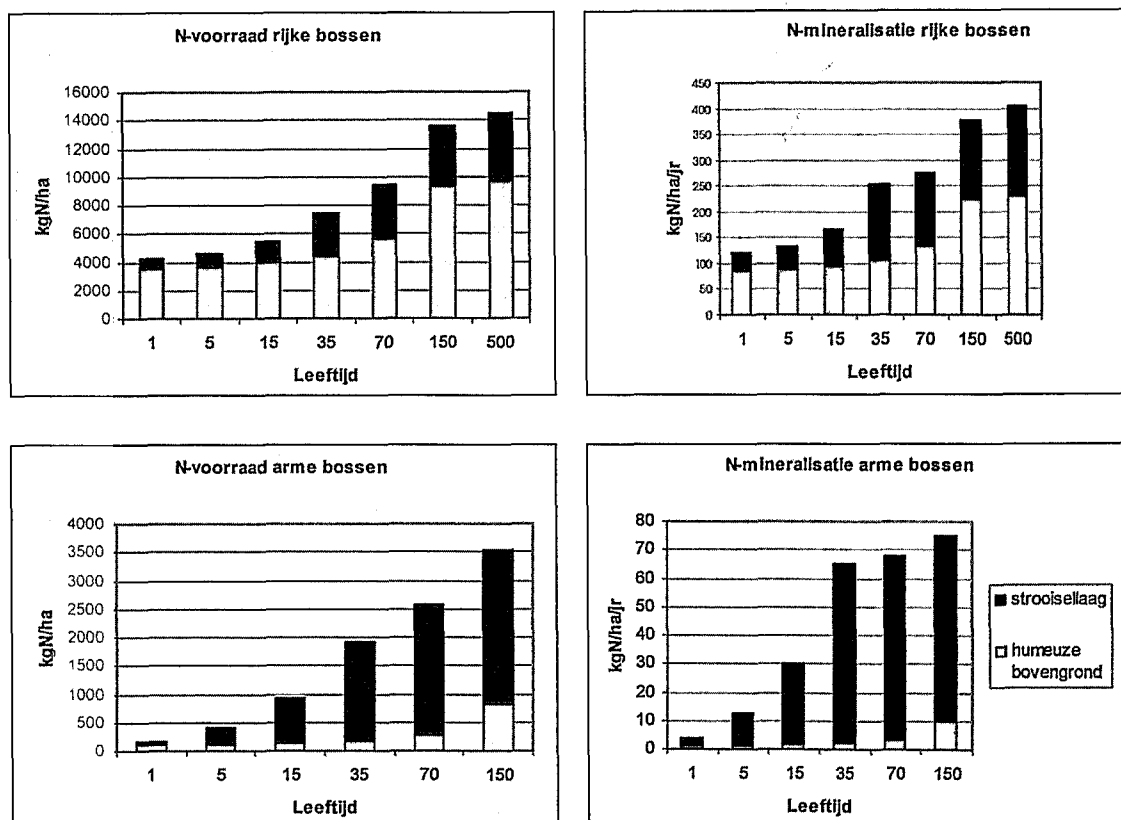 N-voorraad rijke bossen
16000
14000
12000
10000
8000
6000
4000
2000
0
kgN/ha
1 5 15 35 70 150 500
Leeftijd
N-mineralisatie rijke bossen
450
400
350
300
250
200
150
100
50
0
kgN/ha/jr
1 5 15 35 70 150 500
Leeftijd
N-voorraad arme bossen
4000
3500
3000
2500
2000
1500
1000
500
0
kgN/ha
1 5 15 35 70 150
Leeftijd
N-mineralisatie arme bossen
80
70
60
50
40
30
20
10
0
kgN/ha/jr
1 5 15 35 70 150
Leeftijd
strooisellaag
humeuze
bovengrond